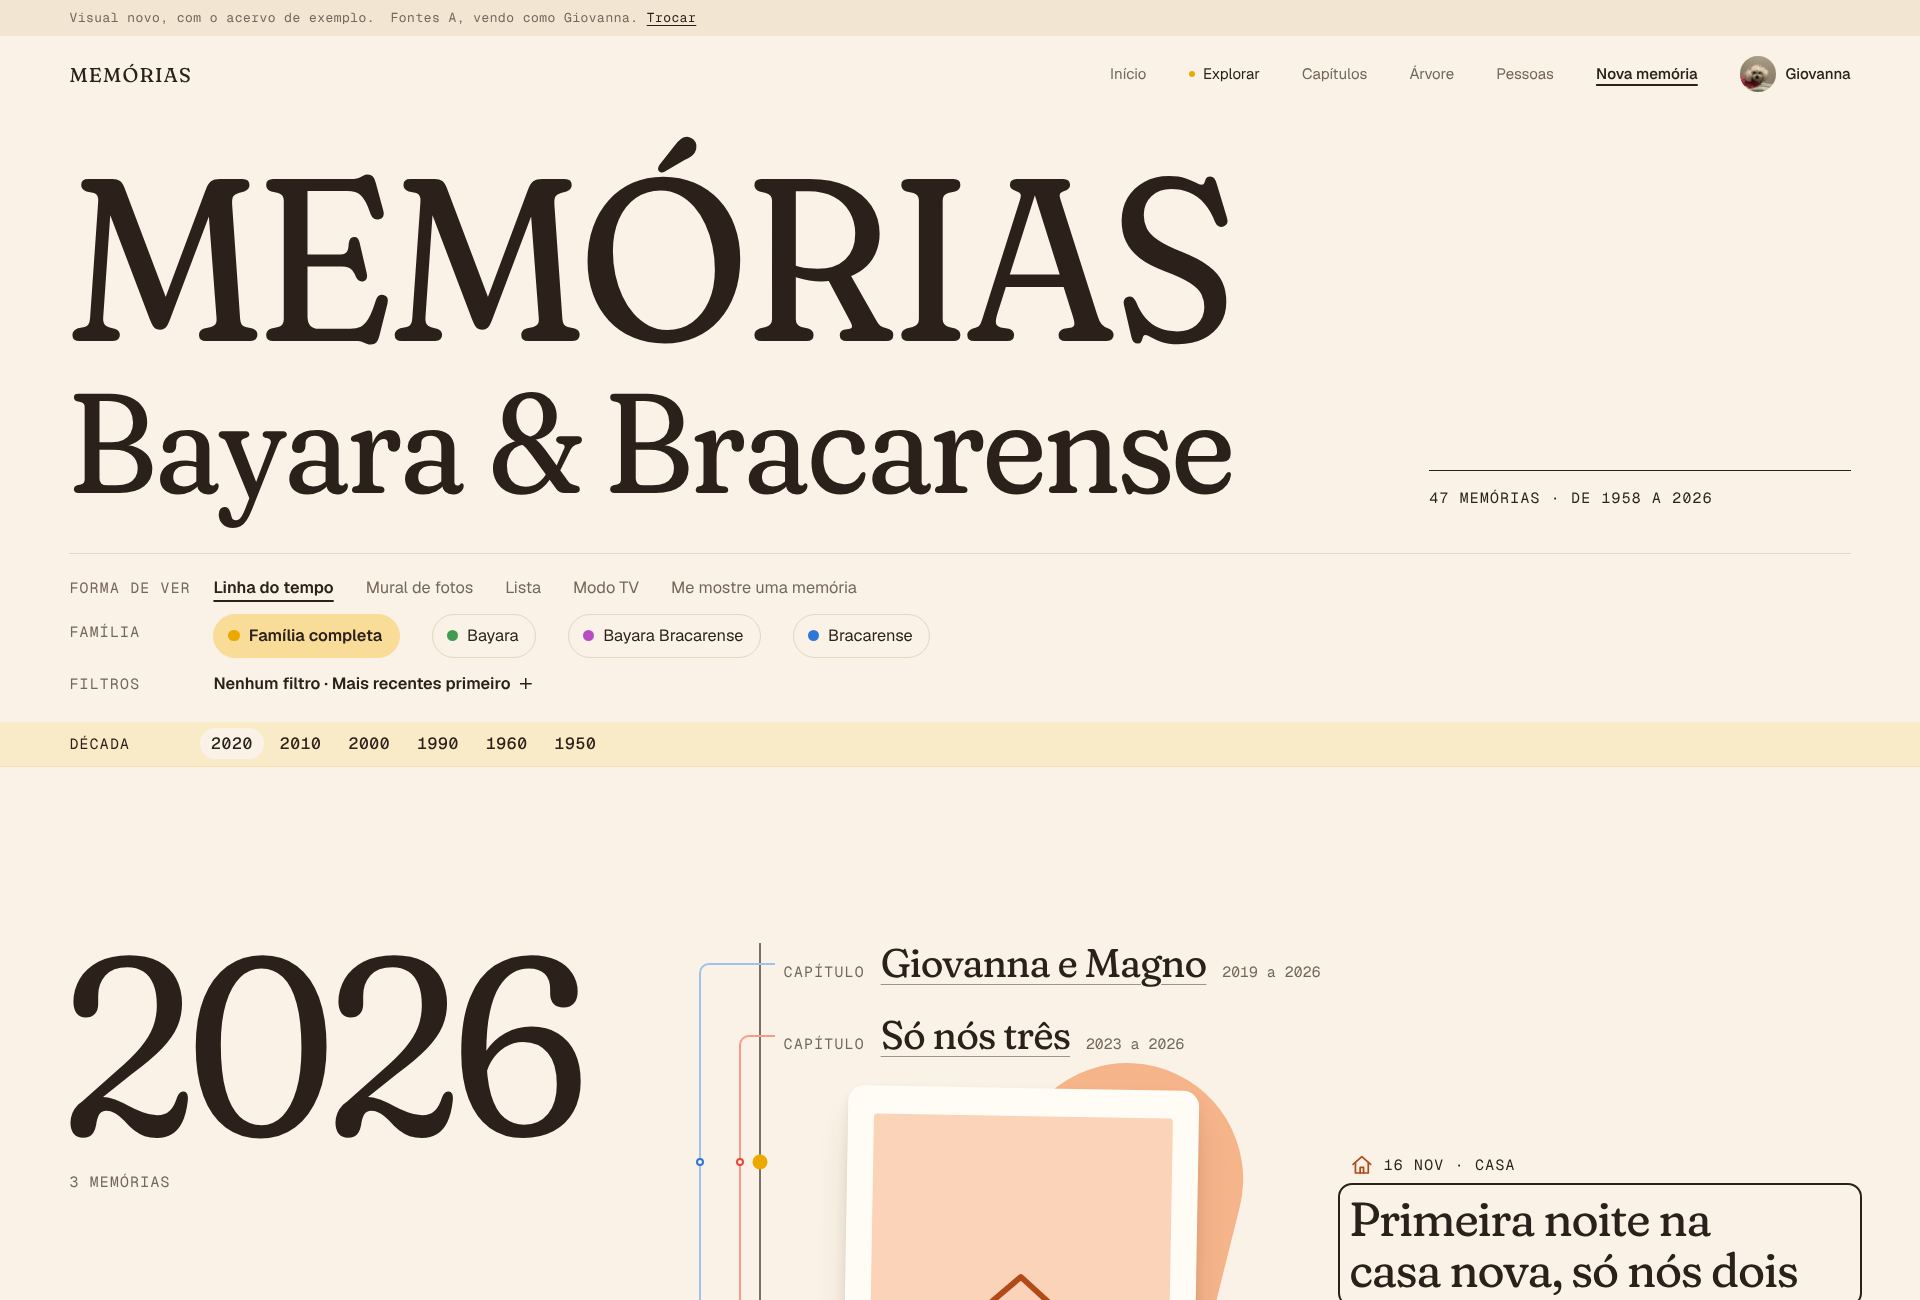 Visual novo, com o acervo de exemplo. Fontes A, vendo como Giovanna. Trocar
MEMÓRIAS
Início Explorar Capítulos Árvore Pessoas Nova memória Giovanna
MEMÓRIAS
Bayara & Bracarense
47 MEMÓRIAS · DE 1958 A 2026
FORMA DE VER Linha do tempo Mural de fotos Lista Modo TV Me mostre uma memória
FAMÍLIA Família completa Bayara Bayara Bracarense Bracarense
FILTROS Nenhum filtro · Mais recentes primeiro +
DÉCADA 2020 2010 2000 1990 1960 1950
2026
3 MEMÓRIAS
CAPÍTULO Giovanna e Magno 2019 a 2026
CAPÍTULO Só nós três 2023 a 2026
16 NOV · CASA
Primeira noite na
casa nova, só nós dois